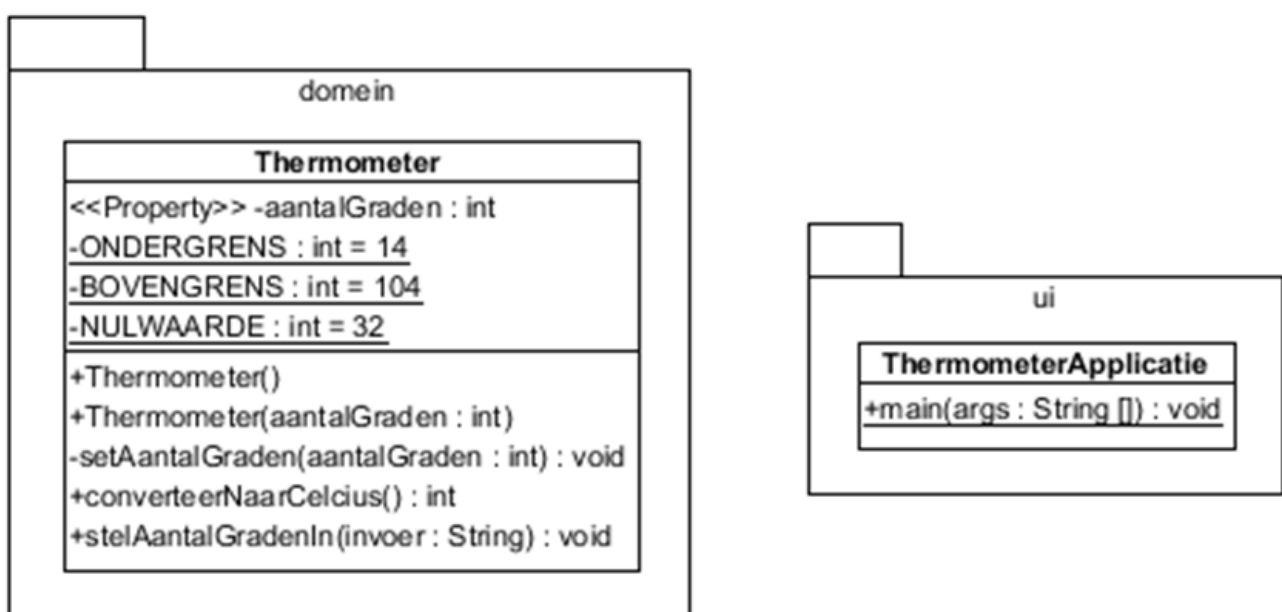 domein
Thermometer
<<Property>> -aantalGraden : int
-ONDERGRENS : int = 14
-BOVENGRENS : int = 104
-NULWAARDE : int = 32
+Thermometer()
+Thermometer(aantalGraden : int)
-setAantalGraden(aantalGraden : int) : void
+converteerNaarCelcius() : int
+stelAantalGradenIn(invoer : String) : void
ui
ThermometerApplicatie
+main(args : String []) : void